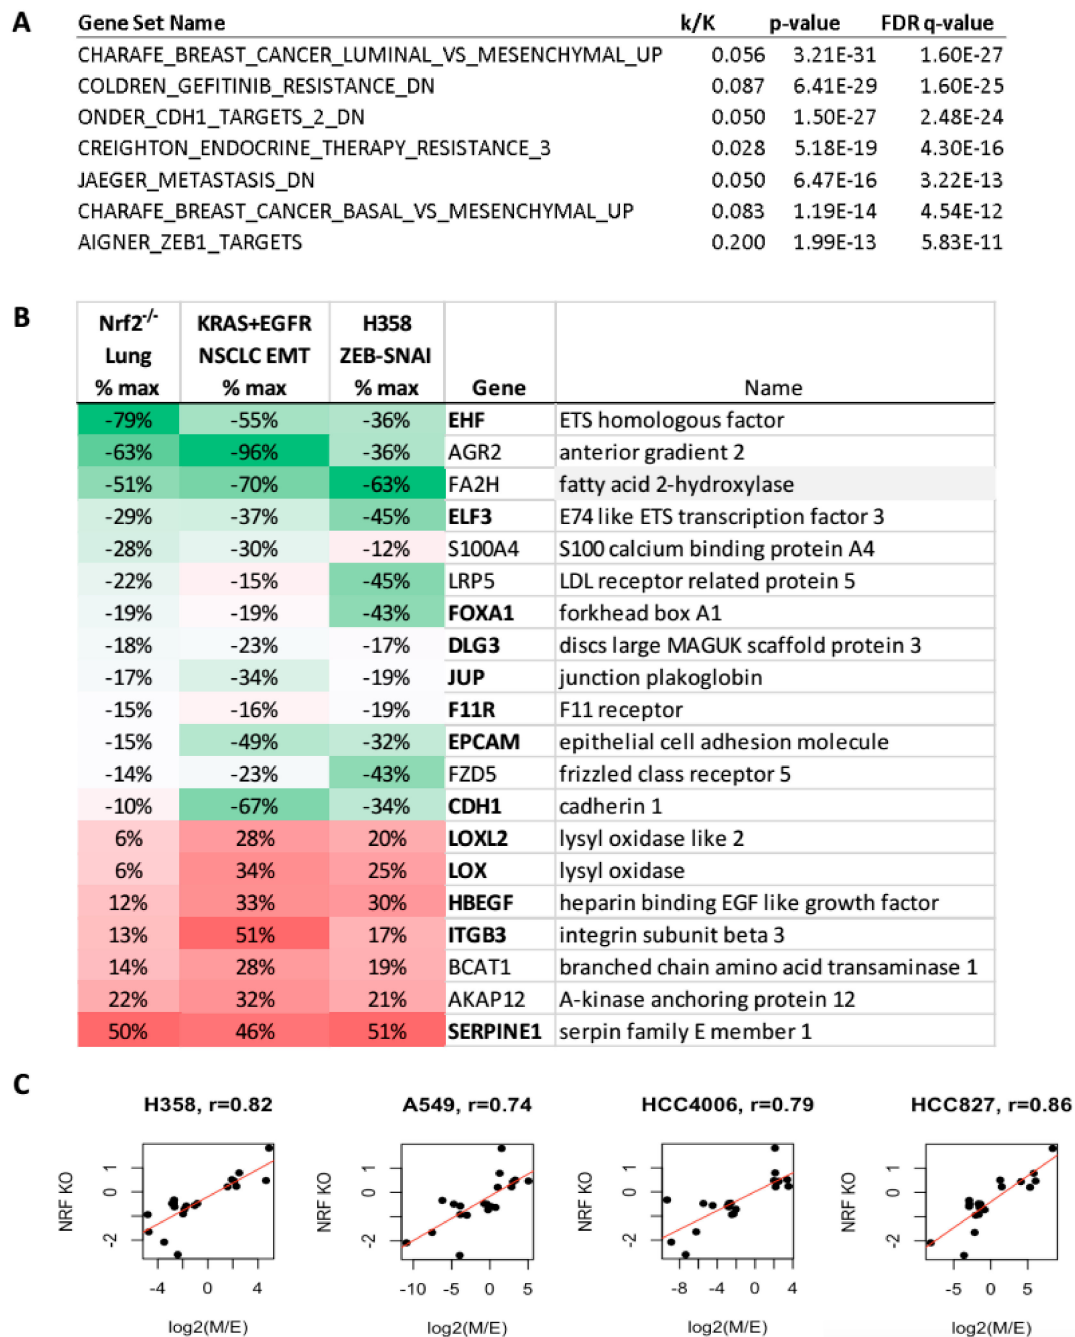 A
Gene Set Name k/K p-value FDR q-value
CHARAFE_BREAST_CANCER_LUMINAL_VS_MESENCHYMAL_UP 0.056 3.21E-31 1.60E-27
COLDREN_GEFITINIB_RESISTANCE_DN 0.087 6.41E-29 1.60E-25
ONDER_CDH1_TARGETS_2_DN 0.050 1.50E-27 2.48E-24
CREIGHTON_ENDOCRINE_THERAPY_RESISTANCE_3 0.028 5.18E-19 4.30E-16
JAEGER_METASTASIS_DN 0.050 6.47E-16 3.22E-13
CHARAFE_BREAST_CANCER_BASAL_VS_MESENCHYMAL_UP 0.083 1.19E-14 4.54E-12
AIGNER_ZEB1_TARGETS 0.200 1.99E-13 5.83E-11
B
Nrf2-/- KRAS+EGFR H358
Lung NSCLC EMT ZEB-SNAI
% max % max % max Gene Name
-79% -55% -36% EHF ETS homologous factor
-63% -96% -36% AGR2 anterior gradient 2
-51% -70% -63% FA2H fatty acid 2-hydroxylase
-29% -37% -45% ELF3 E74 like ETS transcription factor 3
-28% -30% -12% S100A4 S100 calcium binding protein A4
-22% -15% -45% LRP5 LDL receptor related protein 5
-19% -19% -43% FOXA1 forkhead box A1
-18% -23% -17% DLG3 discs large MAGUK scaffold protein 3
-17% -34% -19% JUP junction plakoglobin
-15% -16% -19% F11R F11 receptor
-15% -49% -32% EPCAM epithelial cell adhesion molecule
-14% -23% -43% FZD5 frizzled class receptor 5
-10% -67% -34% CDH1 cadherin 1
6% 28% 20% LOXL2 lysyl oxidase like 2
6% 34% 25% LOX lysyl oxidase
12% 33% 30% HBEGF heparin binding EGF like growth factor
13% 51% 17% ITGB3 integrin subunit beta 3
14% 28% 19% BCAT1 branched chain amino acid transaminase 1
22% 32% 21% AKAP12 A-kinase anchoring protein 12
50% 46% 51% SERPINE1 serpin family E member 1
C
H358, r=0.82
NRF KO
1
0
-2
-4 0 4
log2(M/E)
A549, r=0.74
NRF KO
1
0
-2
-10 -5 0 5
log2(M/E)
HCC4006, r=0.79
NRF KO
1
0
-2
-8 -4 0 2 4
log2(M/E)
HCC827, r=0.86
NRF KO
1
0
-2
-5 0 5
log2(M/E)